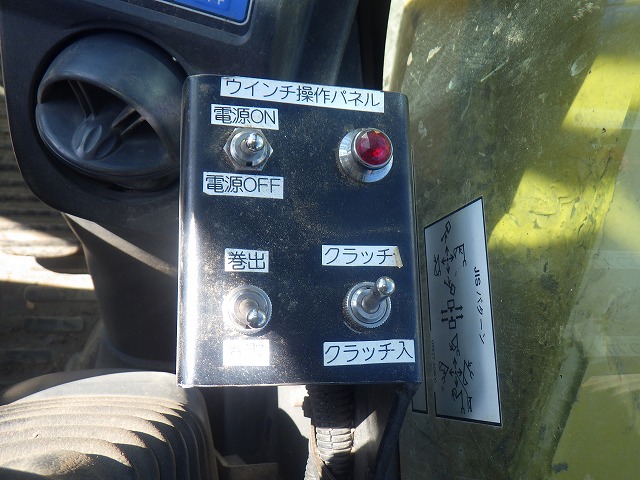 ウインチ操作パネル
電源ON
電源OFF
巻出
クラッチ
クラッチ入
JISパターン